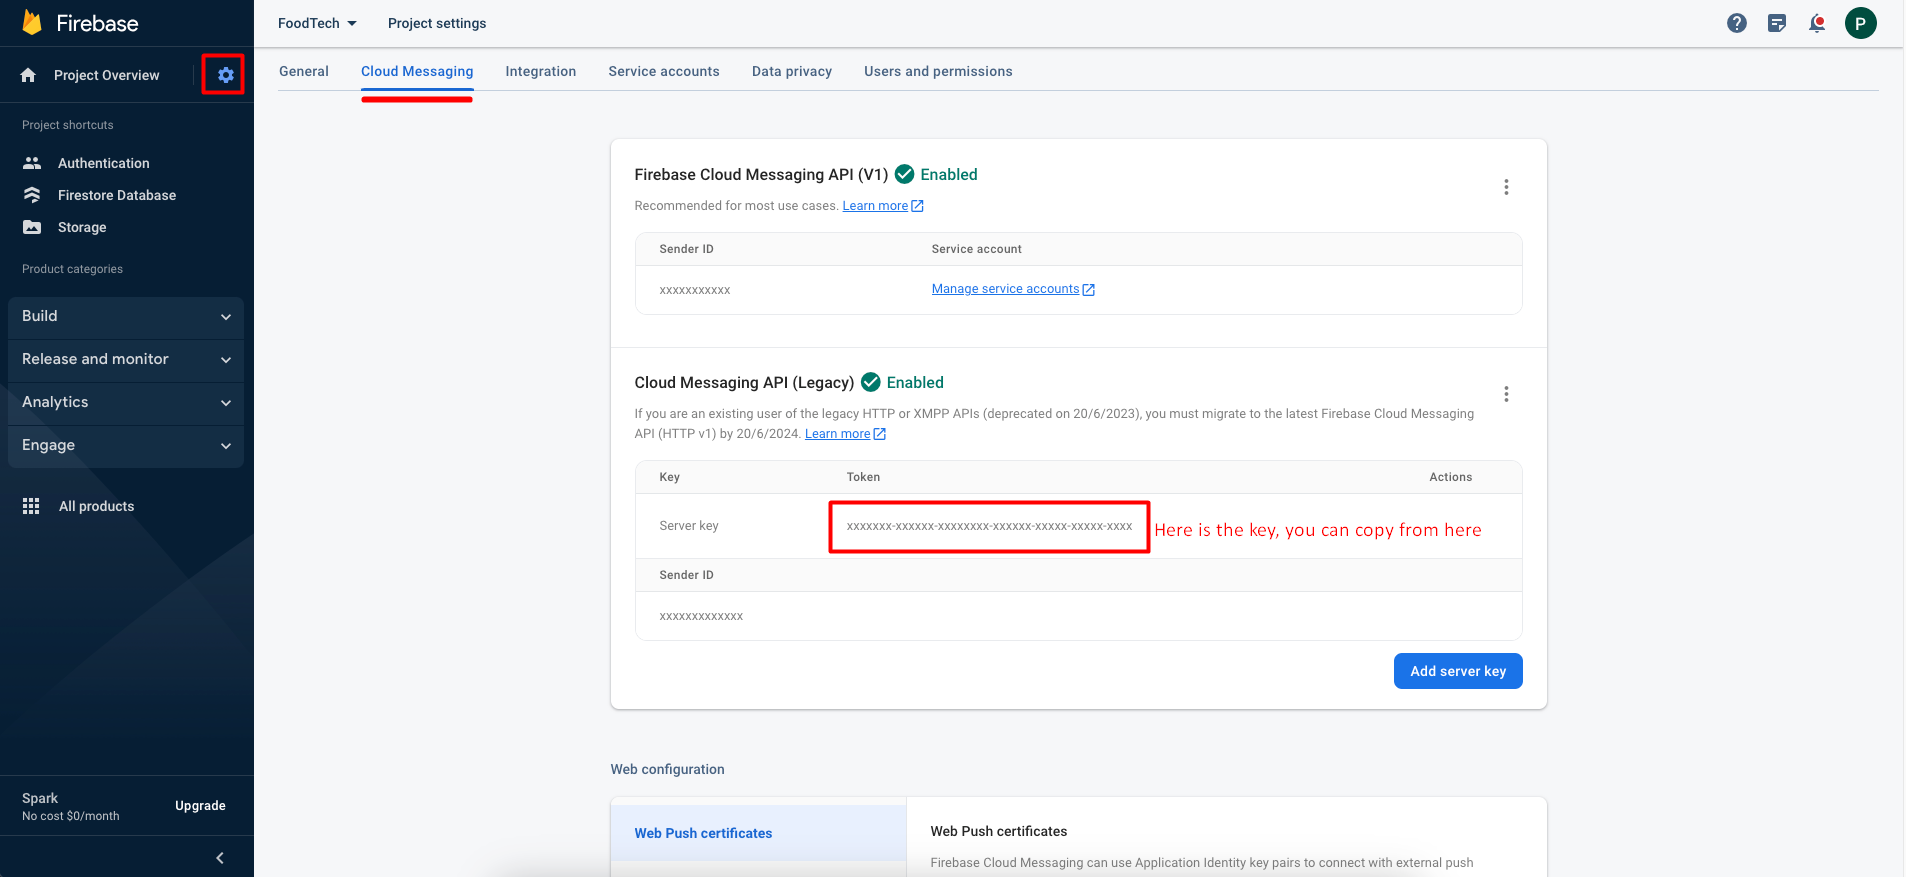 Firebase
FoodTech
Project settings
P
Project Overview
General
Cloud Messaging
Integration
Service accounts
Data privacy
Users and permissions
Project shortcuts
Authentication
Firestore Database
Storage
Product categories
Build
Release and monitor
Analytics
Engage
All products
Spark
No cost $0/month
Upgrade
Firebase Cloud Messaging API (V1) Enabled
Recommended for most use cases. Learn more
Sender ID
Service account
xxxxxxxxxxx
Manage service accounts
Cloud Messaging API (Legacy) Enabled
If you are an existing user of the legacy HTTP or XMPP APIs (deprecated on 20/6/2023), you must migrate to the latest Firebase Cloud Messaging
API (HTTP v1) by 20/6/2024. Learn more
Key
Token
Actions
Server key
xxxxxxx-xxxxxx-xxxxxxxx-xxxxxx-xxxxx-xxxxx-xxxx
Here is the key, you can copy from here
Sender ID
xxxxxxxxxxxxx
Add server key
Web configuration
Web Push certificates
Web Push certificates
Firebase Cloud Messaging can use Application Identity key pairs to connect with external push